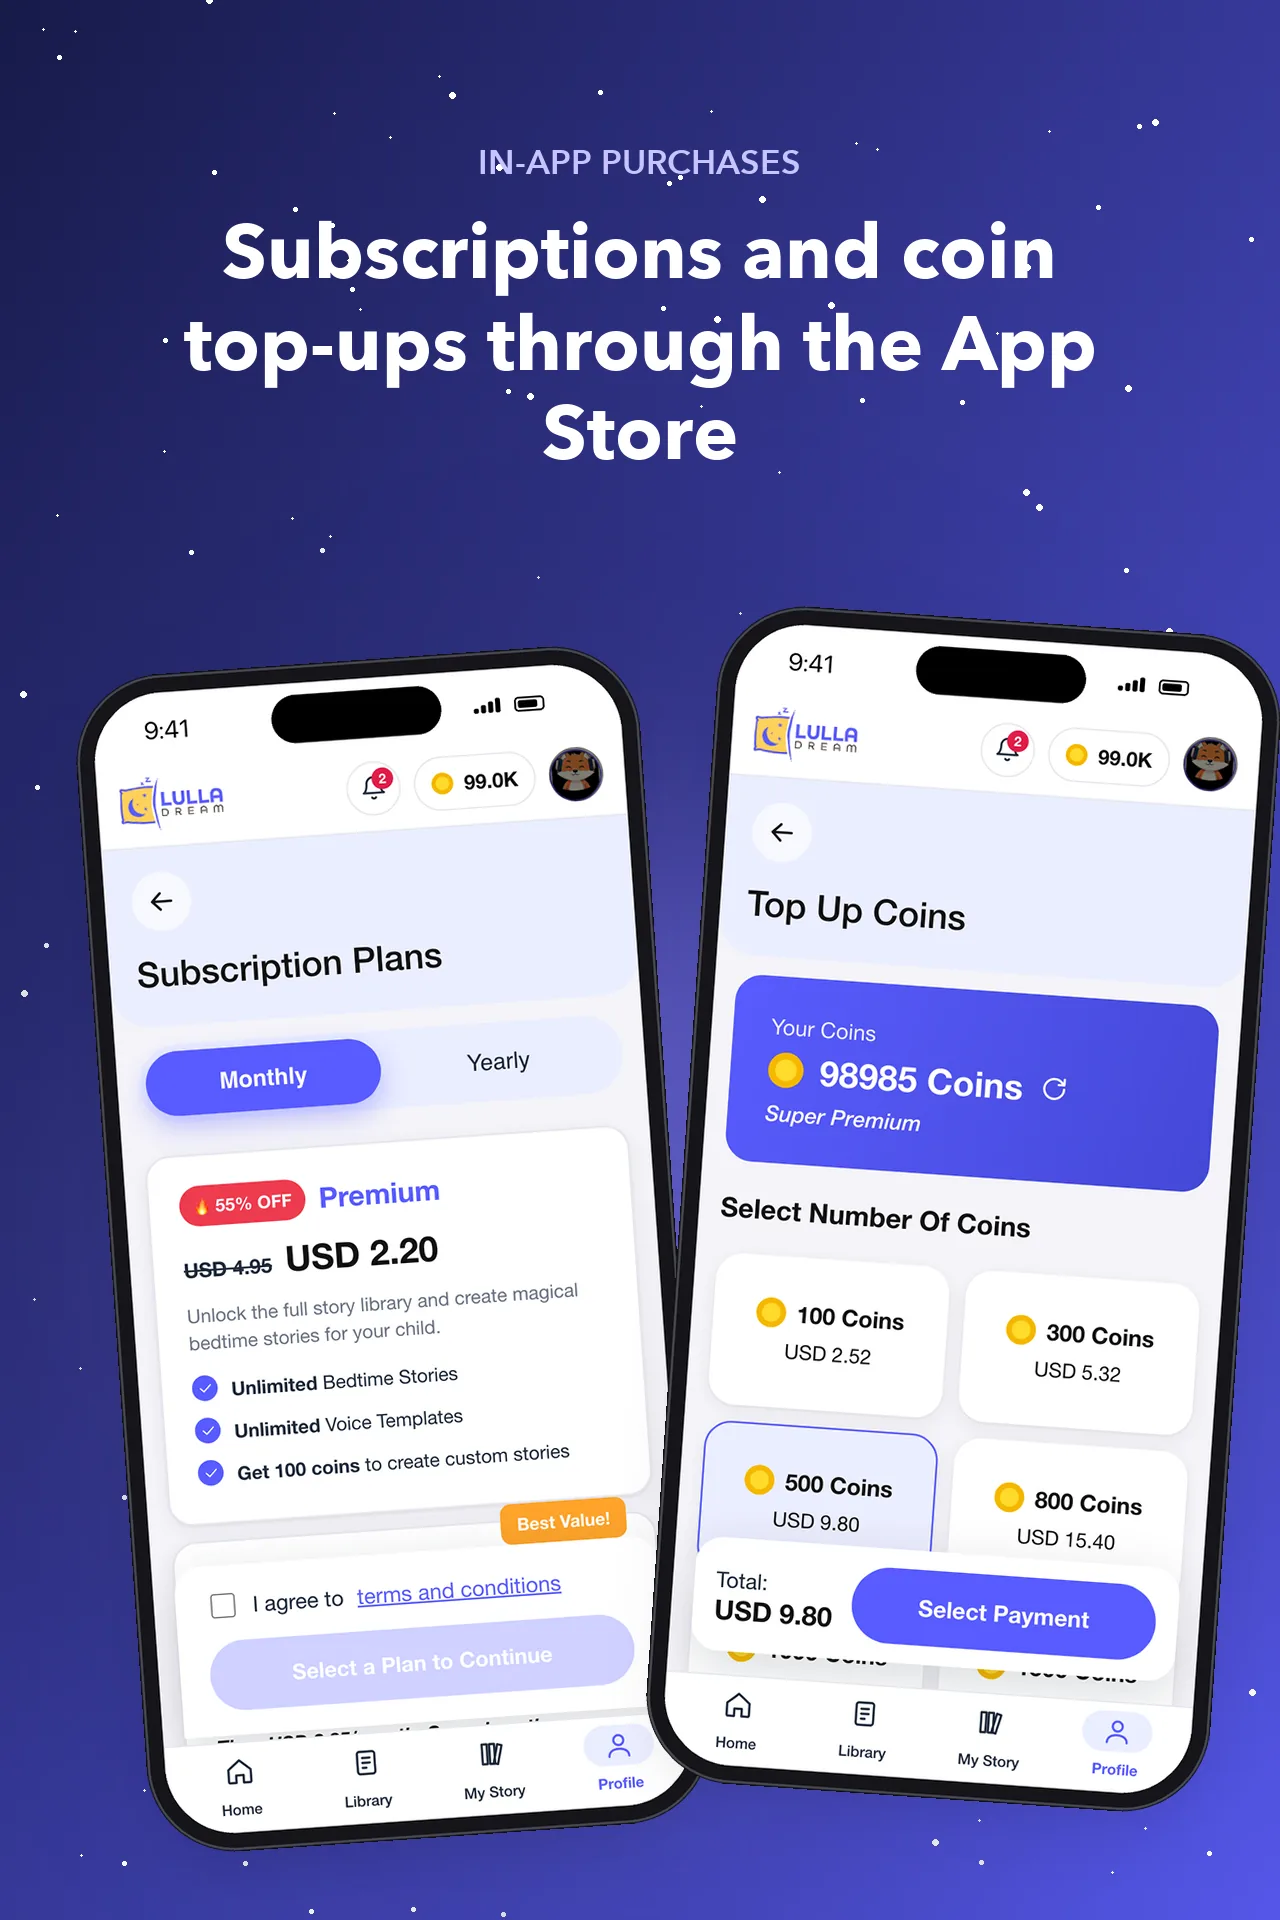 IN-APP PURCHASES
Subscriptions and coin
top-ups through the App
Store
9:41
LULLA
DREAM
2
99.0K
Subscription Plans
Monthly
Yearly
55% OFF
Premium
USD 4.95 USD 2.20
Unlock the full story library and create magical
bedtime stories for your child.
Unlimited Bedtime Stories
Unlimited Voice Templates
Get 100 coins to create custom stories
Best Value!
I agree to terms and conditions
Select a Plan to Continue
Home
Library
My Story
Profile
9:41
LULLA
DREAM
2
99.0K
Top Up Coins
Your Coins
98985 Coins
Super Premium
Select Number Of Coins
100 Coins
USD 2.52
300 Coins
USD 5.32
500 Coins
USD 9.80
800 Coins
USD 15.40
Total:
USD 9.80
Select Payment
Home
Library
My Story
Profile